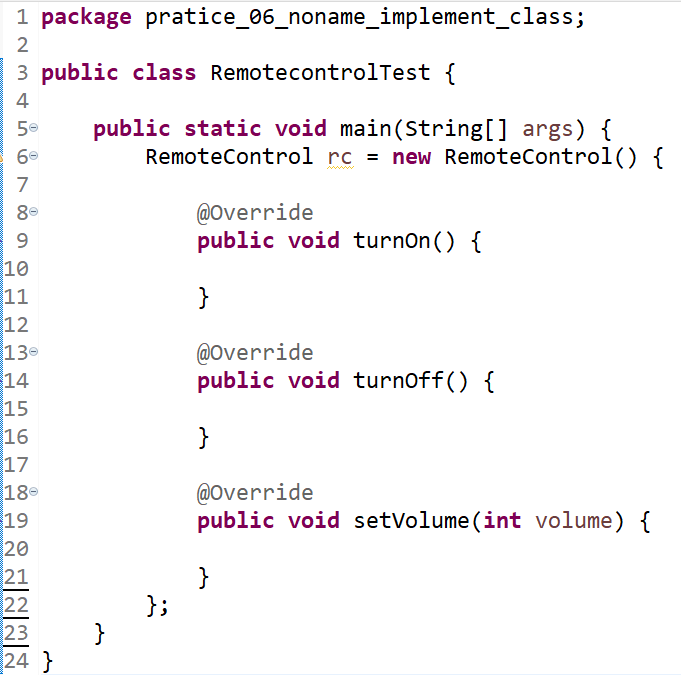 1 package pratice_06_noname_implement_class;
2
3 public class RemotecontrolTest {
4
5 public static void main(String[] args) {
6 RemoteControl rc = new RemoteControl() {
7
8 @Override
9 public void turnOn() {
10
11 }
12
13 @Override
14 public void turnOff() {
15
16 }
17
18 @Override
19 public void setVolume(int volume) {
20
21 }
22 };
23 }
24 }